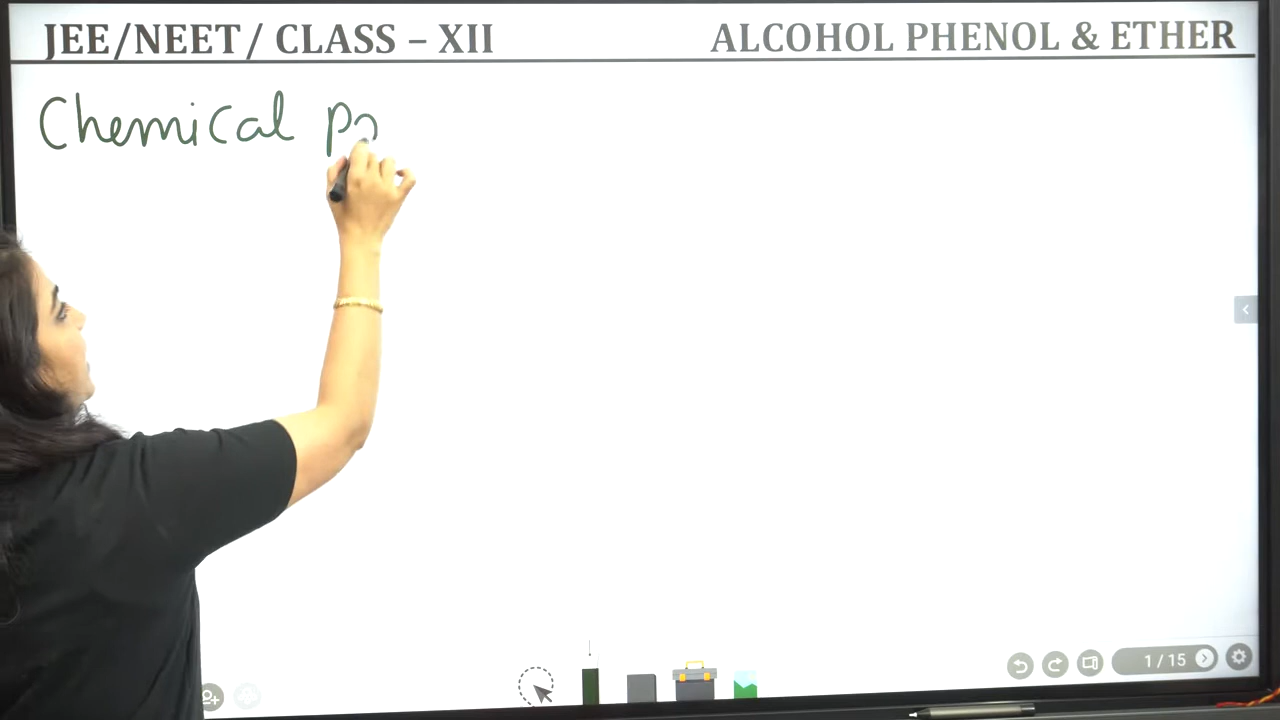 JEE/NEET/ CLASS – XII
ALCOHOL PHENOL & ETHER
Chemical
1/15